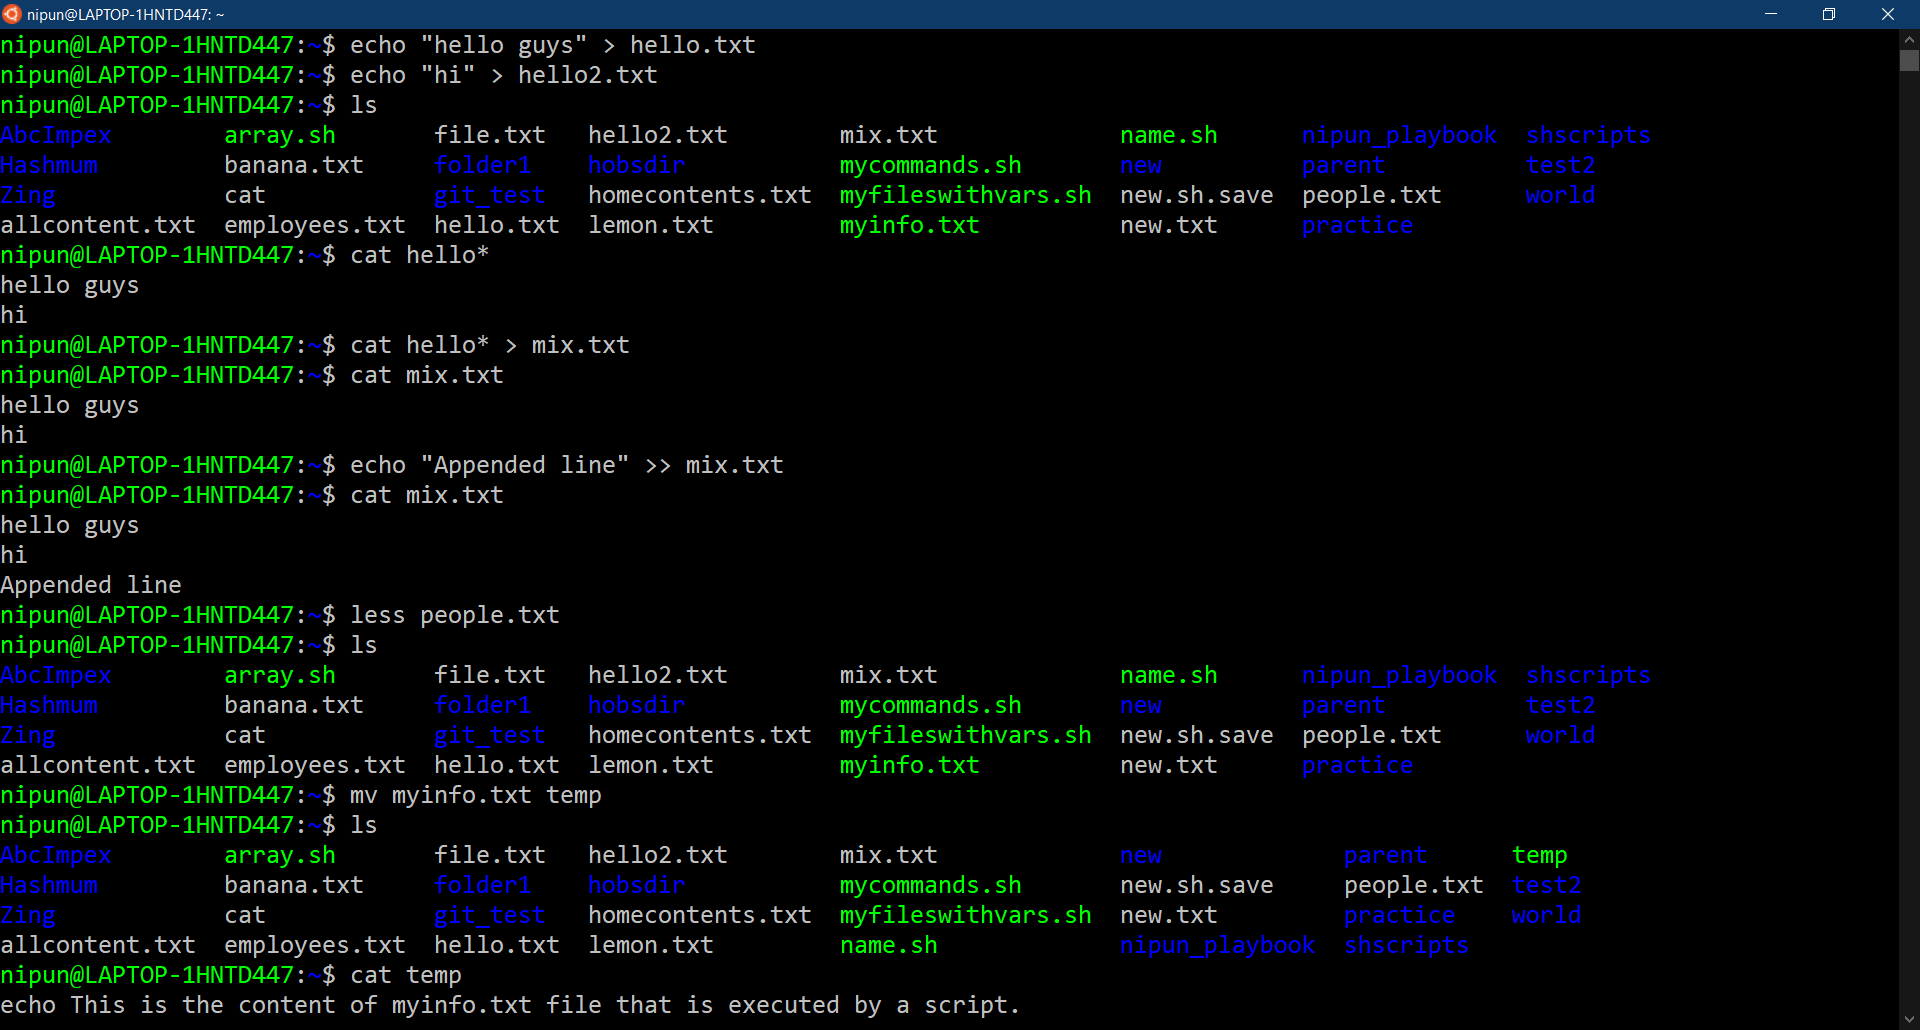 nipun@LAPTOP-1HNTD447: ~
nipun@LAPTOP-1HNTD447:~$ echo "hello guys" > hello.txt
nipun@LAPTOP-1HNTD447:~$ echo "hi" > hello2.txt
nipun@LAPTOP-1HNTD447:~$ ls
AbcImpex array.sh file.txt hello2.txt mix.txt name.sh nipun_playbook shscripts
Hashmum banana.txt folder1 hobsdir mycommands.sh new parent test2
Zing cat git_test homecontents.txt myfileswithvars.sh new.sh.save people.txt world
allcontent.txt employees.txt hello.txt lemon.txt myinfo.txt new.txt practice
nipun@LAPTOP-1HNTD447:~$ cat hello*
hello guys
hi
nipun@LAPTOP-1HNTD447:~$ cat hello* > mix.txt
nipun@LAPTOP-1HNTD447:~$ cat mix.txt
hello guys
hi
nipun@LAPTOP-1HNTD447:~$ echo "Appended line" >> mix.txt
nipun@LAPTOP-1HNTD447:~$ cat mix.txt
hello guys
hi
Appended line
nipun@LAPTOP-1HNTD447:~$ less people.txt
nipun@LAPTOP-1HNTD447:~$ ls
AbcImpex array.sh file.txt hello2.txt mix.txt name.sh nipun_playbook shscripts
Hashmum banana.txt folder1 hobsdir mycommands.sh new parent test2
Zing cat git_test homecontents.txt myfileswithvars.sh new.sh.save people.txt world
allcontent.txt employees.txt hello.txt lemon.txt myinfo.txt new.txt practice
nipun@LAPTOP-1HNTD447:~$ mv myinfo.txt temp
nipun@LAPTOP-1HNTD447:~$ ls
AbcImpex array.sh file.txt hello2.txt mix.txt new parent temp
Hashmum banana.txt folder1 hobsdir mycommands.sh new.sh.save people.txt test2
Zing cat git_test homecontents.txt myfileswithvars.sh new.txt practice world
allcontent.txt employees.txt hello.txt lemon.txt name.sh nipun_playbook shscripts
nipun@LAPTOP-1HNTD447:~$ cat temp
echo This is the content of myinfo.txt file that is executed by a script.